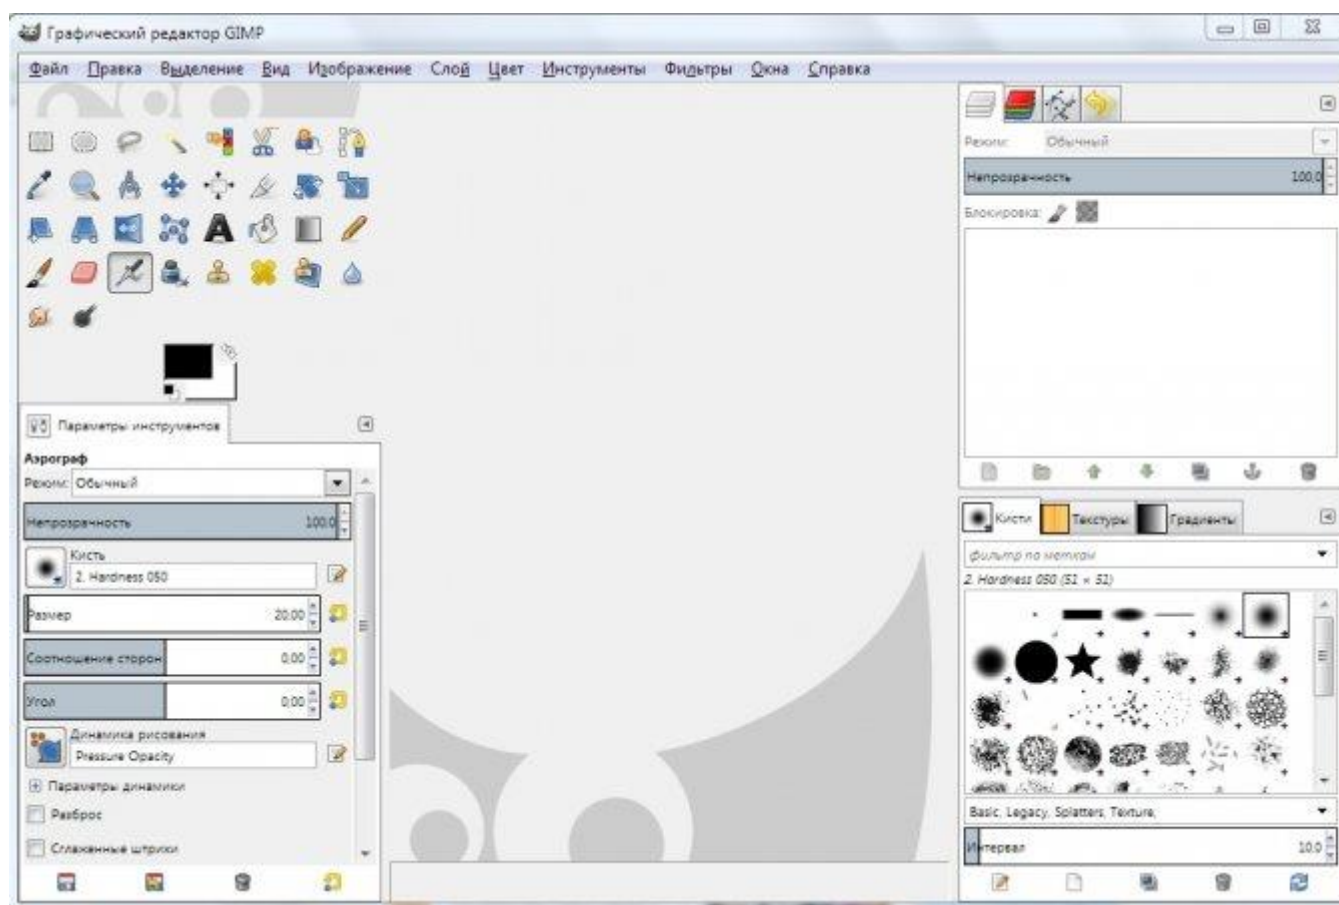 Графический редактор GIMP
Файл Правка Выделение Вид Изображение Слой Цвет Инструменты Фильтры Окна Справка
Параметры инструментов
Аэрограф
Режим: Обычный
Непрозрачность 100,0
Кисть
2. Hardness 050
Размер 20,00
Соотношение сторон 0,00
Угол 0,00
Динамика рисования
Pressure Opacity
Параметры динамики
Разброс
Сглаженные штрихи
Режим: Обычный
Непрозрачность 100,0
Блокировка:
Кисти Текстуры Градиенты
фильтр по меткам
2. Hardness 050 (51 × 51)
Basic, Legacy, Splatters, Texture,
Интервал 10,0